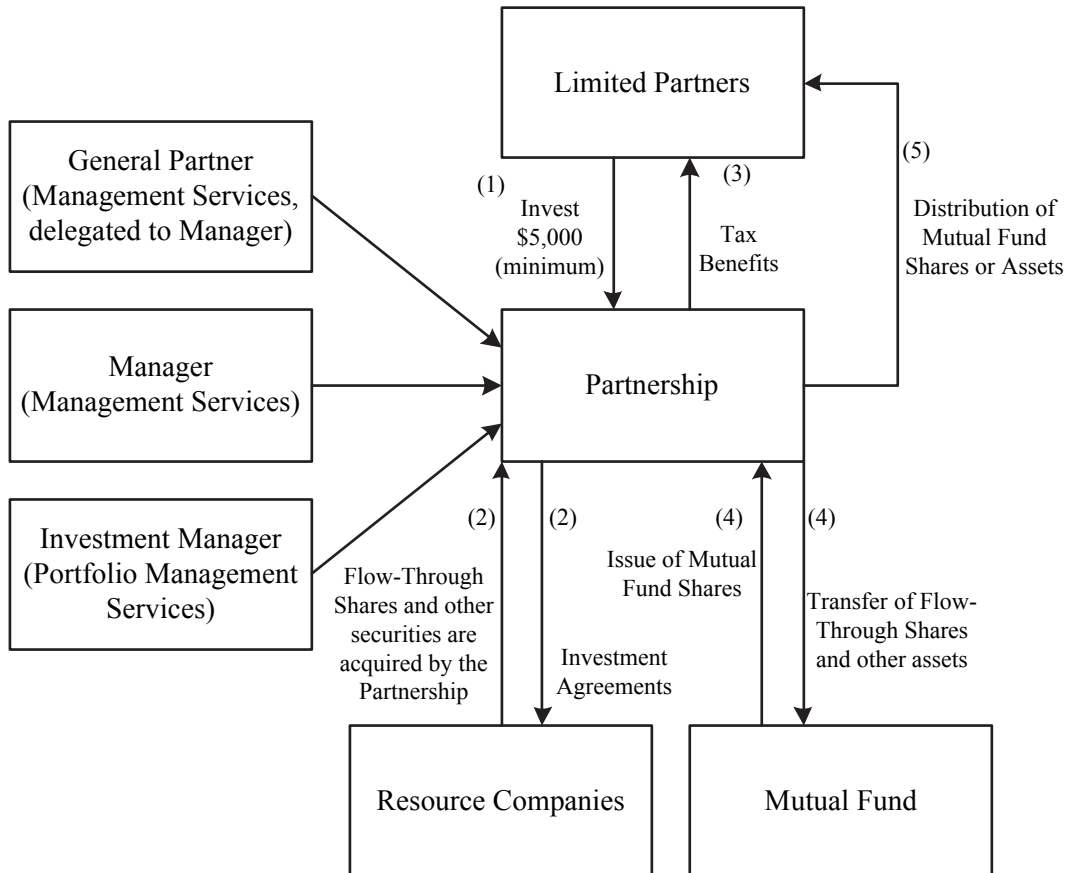 Limited Partners
General Partner
(Management Services,
delegated to Manager)
(1)
Invest
$5,000
(minimum)
(3)
Tax
Benefits
(5)
Distribution of
Mutual Fund
Shares or Assets
Manager
(Management Services)
Partnership
Investment Manager
(Portfolio Management
Services)
(2)
Flow-Through
Shares and other
securities are
acquired by the
Partnership
(2)
Investment
Agreements
(4)
Issue of Mutual
Fund Shares
(4)
Transfer of Flow-
Through Shares
and other assets
Resource Companies
Mutual Fund